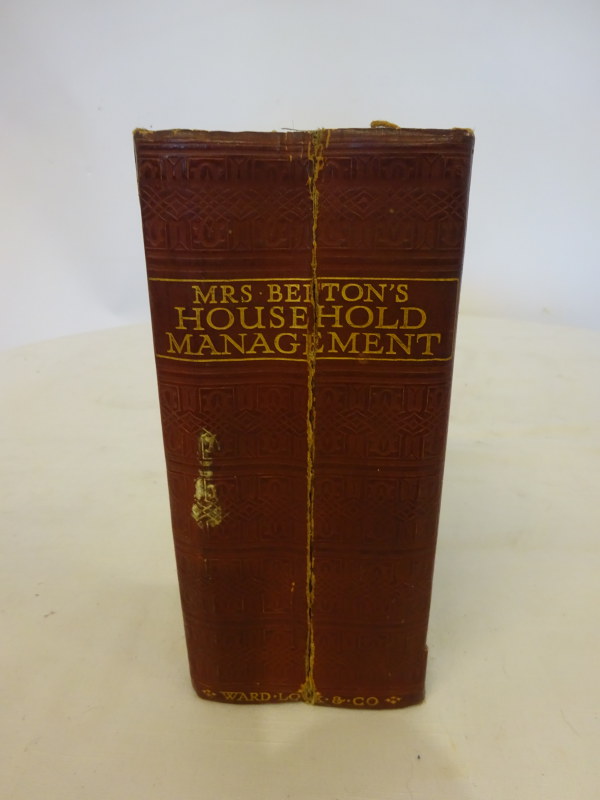 MRS · BEETON'S
HOUSEHOLD
MANAGEMENT
WARD · LOCK · & · CO